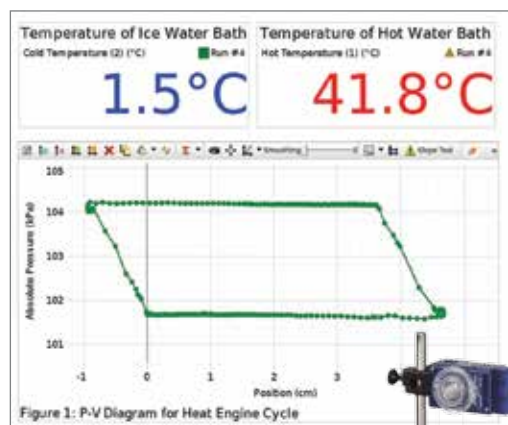 Temperature of Ice Water Bath
Cold Temperature (2) (°C) Run #4
1.5°C
Temperature of Hot Water Bath
Hot Temperature (1) (°C) Run #4
41.8°C
Smoothing
Slope Tool
Absolute Pressure (kPa)
105
104
103
102
101
-1 0 1 2 3
Position (cm)
Figure 1: P-V Diagram for Heat Engine Cycle